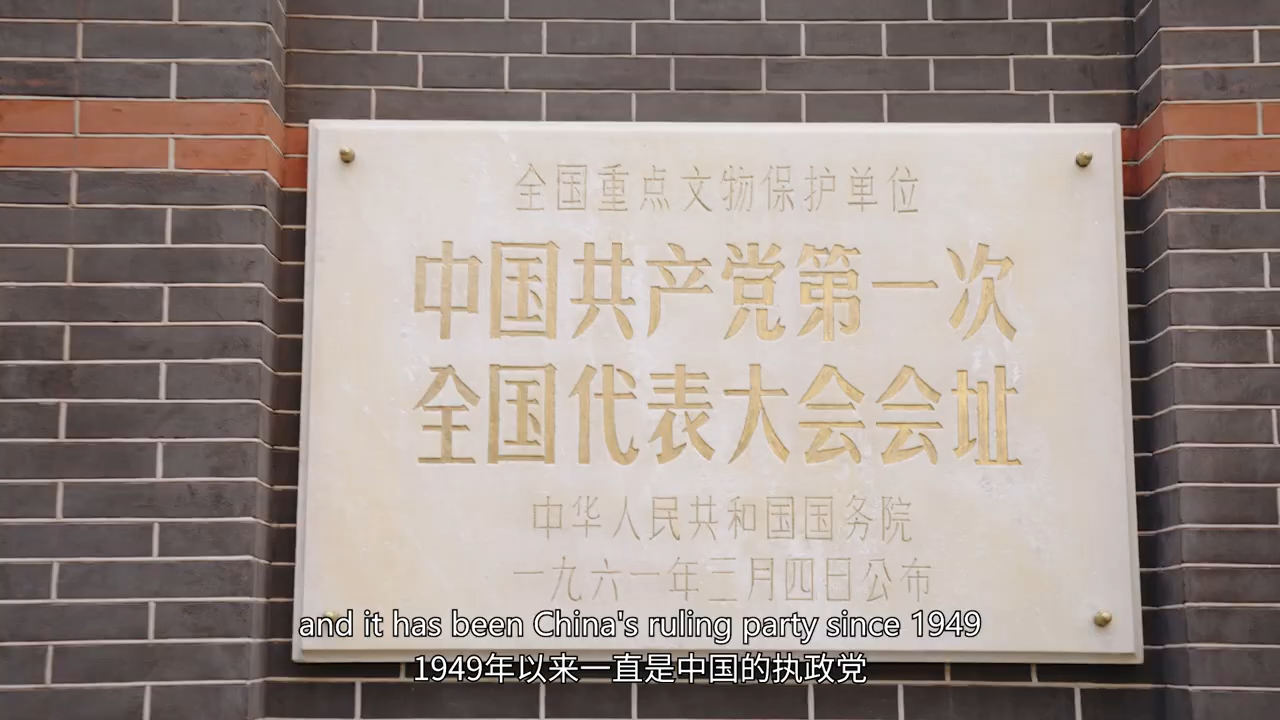 全国重点文物保护单位
中国共产党第一次
全国代表大会会址
中华人民共和国国务院
一九六一年三月四日公布
and it has been China's ruling party since 1949
1949年以来一直是中国的执政党